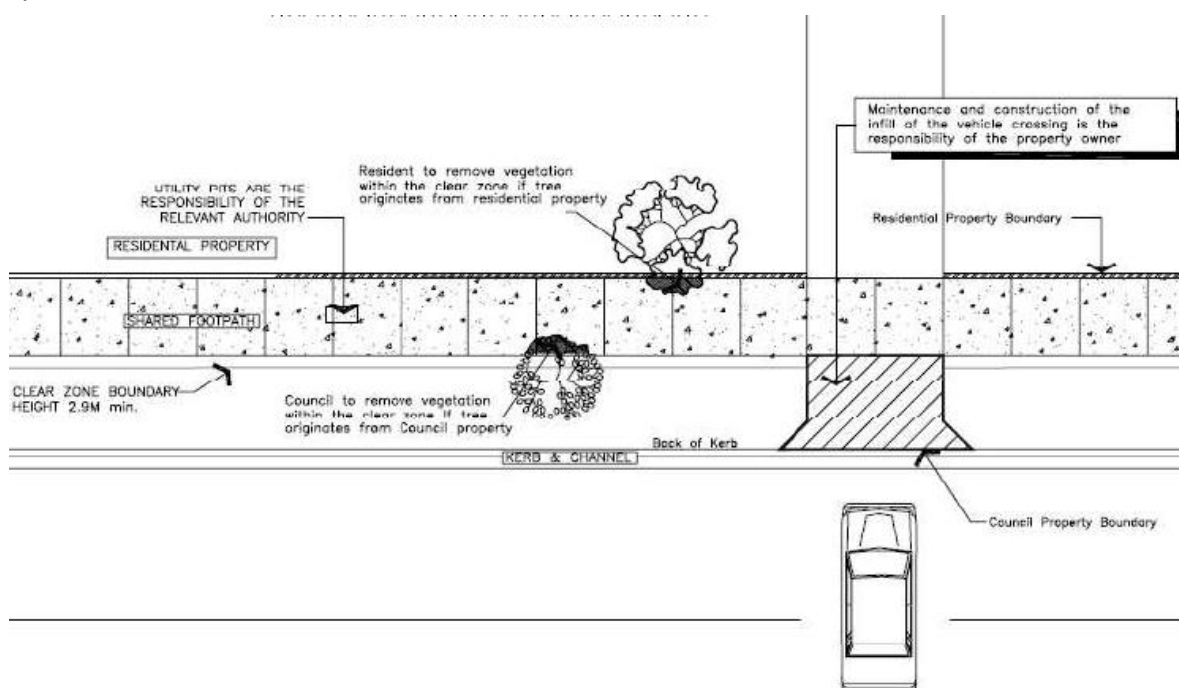 Maintenance and construction of the
infill of the vehicle crossing is the
responsibility of the property owner
Resident to remove vegetation
within the clear zone if tree
originates from residential property
UTILITY PITS ARE THE
RESPONSIBILITY OF THE
RELEVANT AUTHORITY
Residential Property Boundary
RESIDENTAL PROPERTY
SHARED FOOTPATH
CLEAR ZONE BOUNDARY
HEIGHT 2.9M min.
Council to remove vegetation
within the clear zone if tree
originates from Council property
Back of Kerb
KERB & CHANNEL
Council Property Boundary